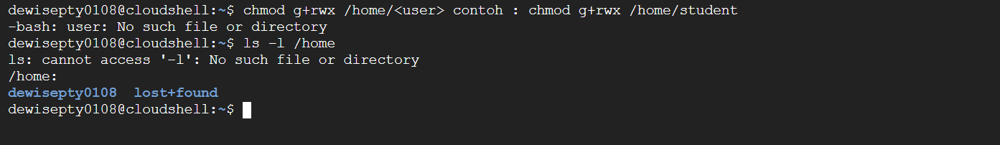 dewisepty0108@cloudshell:~$ chmod g+rwx /home/<user> contoh : chmod g+rwx /home/student
-bash: user: No such file or directory
dewisepty0108@cloudshell:~$ ls –l /home
ls: cannot access '–l': No such file or directory
/home:
dewisepty0108  lost+found
dewisepty0108@cloudshell:~$